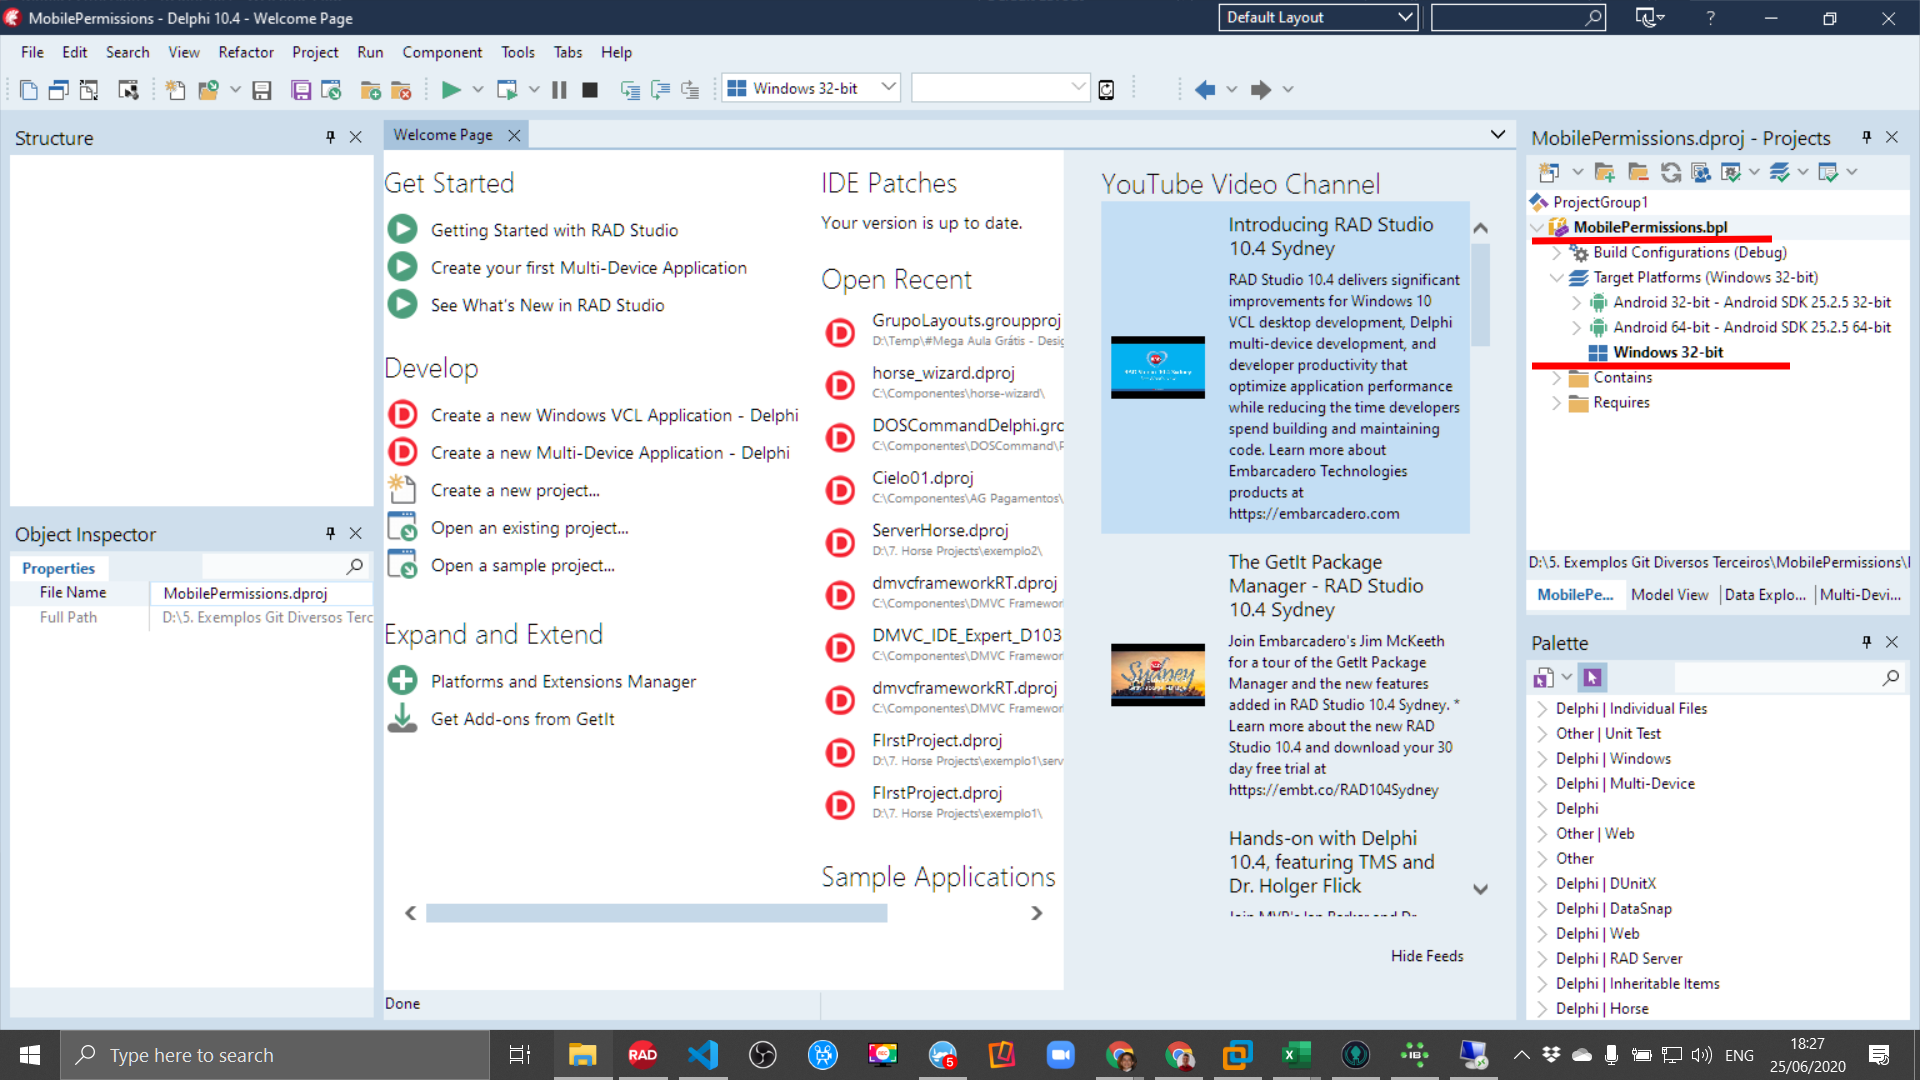 MobilePermissions - Delphi 10.4 - Welcome Page
Default Layout
?
File Edit Search View Refactor Project Run Component Tools Tabs Help
Windows 32-bit
Structure
Object Inspector
Properties
File Name MobilePermissions.dproj
Full Path D:\5. Exemplos Git Diversos Terc
Welcome Page
Get Started
Getting Started with RAD Studio
Create your first Multi-Device Application
See What's New in RAD Studio
Develop
Create a new Windows VCL Application - Delphi
Create a new Multi-Device Application - Delphi
Create a new project...
Open an existing project...
Open a sample project...
Expand and Extend
Platforms and Extensions Manager
Get Add-ons from GetIt
Done
IDE Patches
Your version is up to date.
Open Recent
GrupoLayouts.groupproj
D:\Temp\#Mega Aula Grátis - Desig
horse_wizard.dproj
C:\Componentes\horse-wizard\
DOSCommandDelphi.gro
C:\Componentes\DOSCommand\P
Cielo01.dproj
C:\Componentes\AG Pagamentos\
ServerHorse.dproj
D:\7. Horse Projects\exemplo2\
dmvcframeworkRT.dproj
C:\Componentes\DMVC Framewor
DMVC_IDE_Expert_D103
C:\Componentes\DMVC Framewor
dmvcframeworkRT.dproj
C:\Componentes\DMVC Framewor
FIrstProject.dproj
D:\7. Horse Projects\exemplo1\serv
FIrstProject.dproj
D:\7. Horse Projects\exemplo1\
Sample Applications
YouTube Video Channel
Introducing RAD Studio
10.4 Sydney
RAD Studio 10.4 delivers significant
improvements for Windows 10
VCL desktop development, Delphi
multi-device development, and
developer productivity that
optimize application performance
while reducing the time developers
spend building and maintaining
code. Learn more about
Embarcadero Technologies
products at
https://embarcadero.com
The GetIt Package
Manager - RAD Studio
10.4 Sydney
Sydney
Join Embarcadero's Jim McKeeth
for a tour of the GetIt Package
Manager and the new features
added in RAD Studio 10.4 Sydney. *
Learn more about the new RAD
Studio 10.4 and download your 30
day free trial at
https://embt.co/RAD104Sydney
Hands-on with Delphi
10.4, featuring TMS and
Dr. Holger Flick
Hide Feeds
MobilePermissions.dproj - Projects
ProjectGroup1
MobilePermissions.bpl
Build Configurations (Debug)
Target Platforms (Windows 32-bit)
Android 32-bit - Android SDK 25.2.5 32-bit
Android 64-bit - Android SDK 25.2.5 64-bit
Windows 32-bit
Contains
Requires
D:\5. Exemplos Git Diversos Terceiros\MobilePermissions\
MobilePe... Model View Data Explo... Multi-Devi...
Palette
Delphi | Individual Files
Other | Unit Test
Delphi | Windows
Delphi | Multi-Device
Delphi
Other | Web
Other
Delphi | DUnitX
Delphi | DataSnap
Delphi | Web
Delphi | RAD Server
Delphi | Inheritable Items
Delphi | Horse
Type here to search
RAD
5
IB
ENG
18:27
25/06/2020